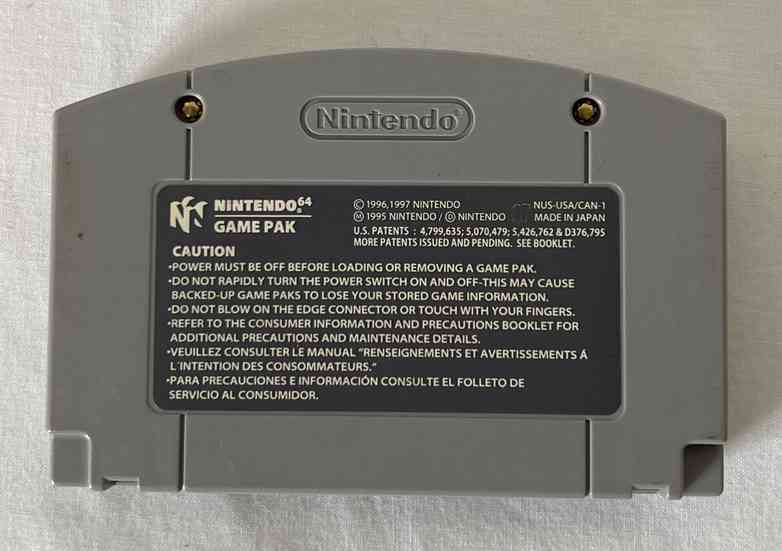 Nintendo®
NINTENDO®64
GAME PAK
© 1996,1997 NINTENDO
Ⓜ 1995 NINTENDO / Ⓓ NINTENDO
NUS-USA/CAN-1
MADE IN JAPAN
U.S. PATENTS : 4,799,635; 5,070,479; 5,426,762 & D376,795
MORE PATENTS ISSUED AND PENDING. SEE BOOKLET.
CAUTION
•POWER MUST BE OFF BEFORE LOADING OR REMOVING A GAME PAK.
•DO NOT RAPIDLY TURN THE POWER SWITCH ON AND OFF-THIS MAY CAUSE
BACKED-UP GAME PAKS TO LOSE YOUR STORED GAME INFORMATION.
•DO NOT BLOW ON THE EDGE CONNECTOR OR TOUCH WITH YOUR FINGERS.
•REFER TO THE CONSUMER INFORMATION AND PRECAUTIONS BOOKLET FOR
ADDITIONAL PRECAUTIONS AND MAINTENANCE DETAILS.
•VEUILLEZ CONSULTER LE MANUAL "RENSEIGNEMENTS ET AVERTISSEMENTS Á
L'INTENTION DES CONSOMMATEURS."
•PARA PRECAUCIONES E INFORMACIÓN CONSULTE EL FOLLETO DE
SERVICIO AL CONSUMIDOR.